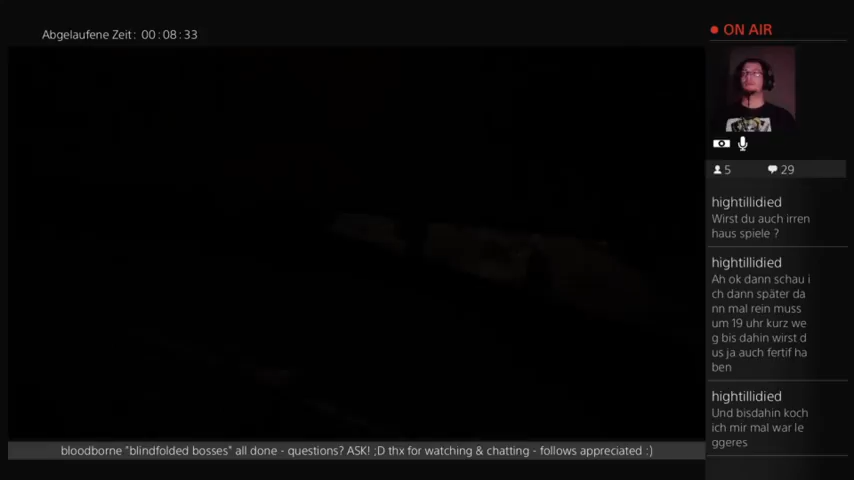 Abgelaufene Zeit: 00:08:33
ON AIR
5
29
hightillidied
Wirst du auch irren
haus spiele ?
hightillidied
Ah ok dann schau i
ch dann später da
nn mal rein muss
um 19 uhr kurz we
g bis dahin wirst d
us ja auch fertif ha
ben
hightillidied
Und bisdahin koch
ich mir mal war le
ggeres
bloodborne "blindfolded bosses" all done - questions? ASK! ;D thx for watching & chatting - follows appreciated :)